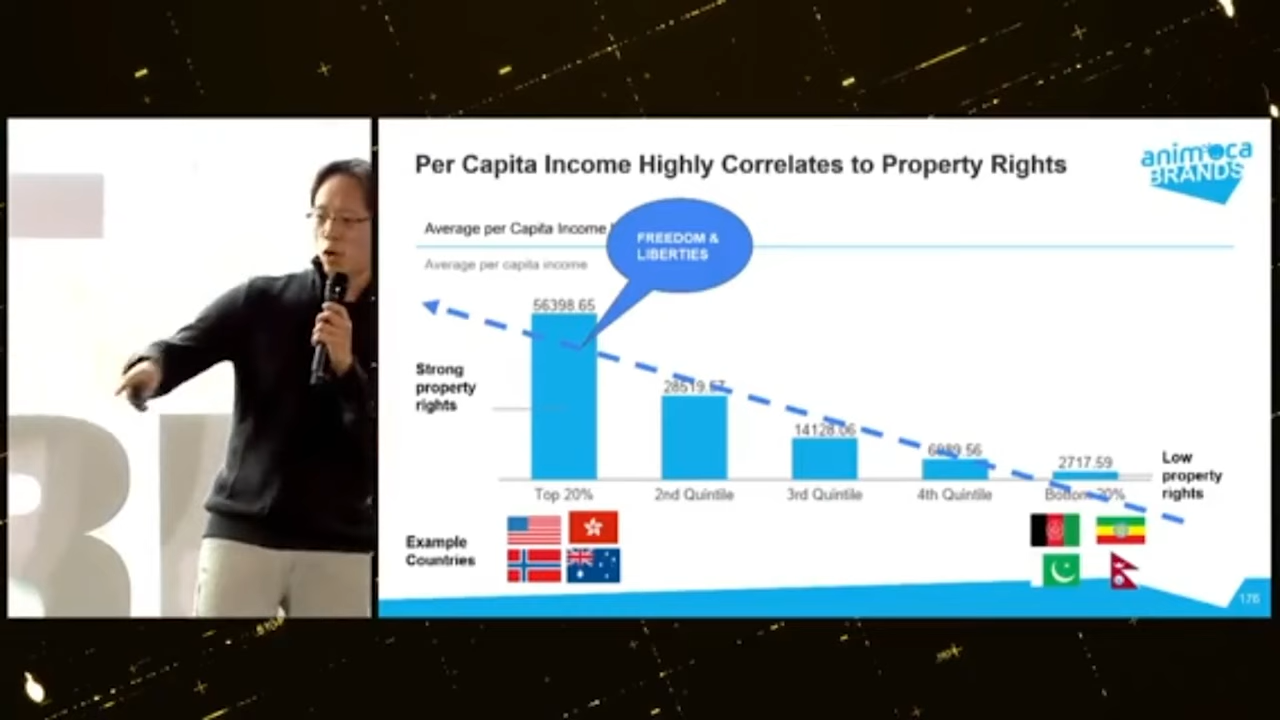 Per Capita Income Highly Correlates to Property Rights
animoca
BRANDS
Average per Capita Income
FREEDOM &
LIBERTIES
Average per capita income
56398.65
Strong
property
rights
28519.67
14128.06
6989.56
2717.59
Low
property
rights
Top 20%
2nd Quintile
3rd Quintile
4th Quintile
Bottom 20%
Example
Countries
176